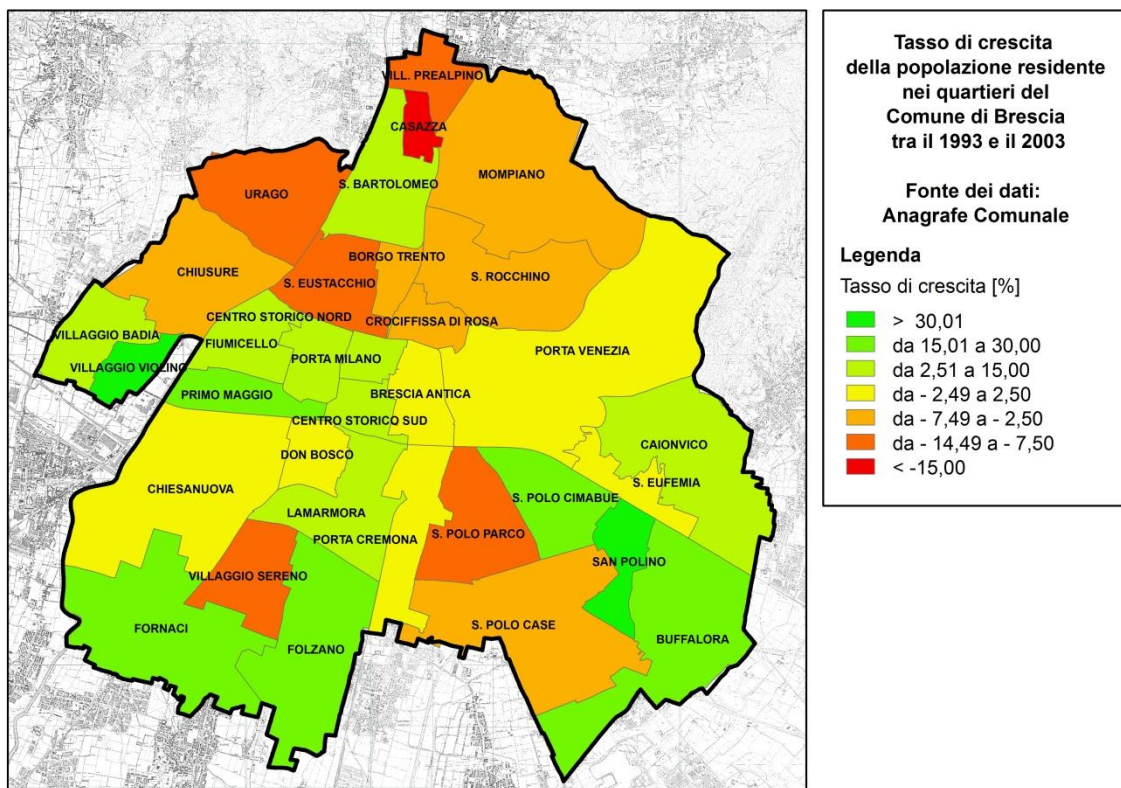 VILL. PREALPINO
CASAZZA
MOMPIANO
S. BARTOLOMEO
URAGO
BORGO TRENTO
CHIUSURE
S. ROCCHINO
S. EUSTACCHIO
CENTRO STORICO NORD
CROCIFFISSA DI ROSA
VILLAGGIO BADIA
FIUMICELLO
PORTA MILANO
PORTA VENEZIA
VILLAGGIO VIOLINO
PRIMO MAGGIO
BRESCIA ANTICA
CENTRO STORICO SUD
CAIONVICO
DON BOSCO
S. EUFEMIA
CHIESANUOVA
S. POLO CIMABUE
LAMARMORA
S. POLO PARCO
PORTA CREMONA
SAN POLINO
VILLAGGIO SERENO
S. POLO CASE
FORNACI
BUFFALORA
FOLZANO
Tasso di crescita
della popolazione residente
nei quartieri del
Comune di Brescia
tra il 1993 e il 2003
Fonte dei dati:
Anagrafe Comunale
Legenda
Tasso di crescita [%]
> 30,01
da 15,01 a 30,00
da 2,51 a 15,00
da - 2,49 a 2,50
da - 7,49 a - 2,50
da - 14,49 a - 7,50
< -15,00